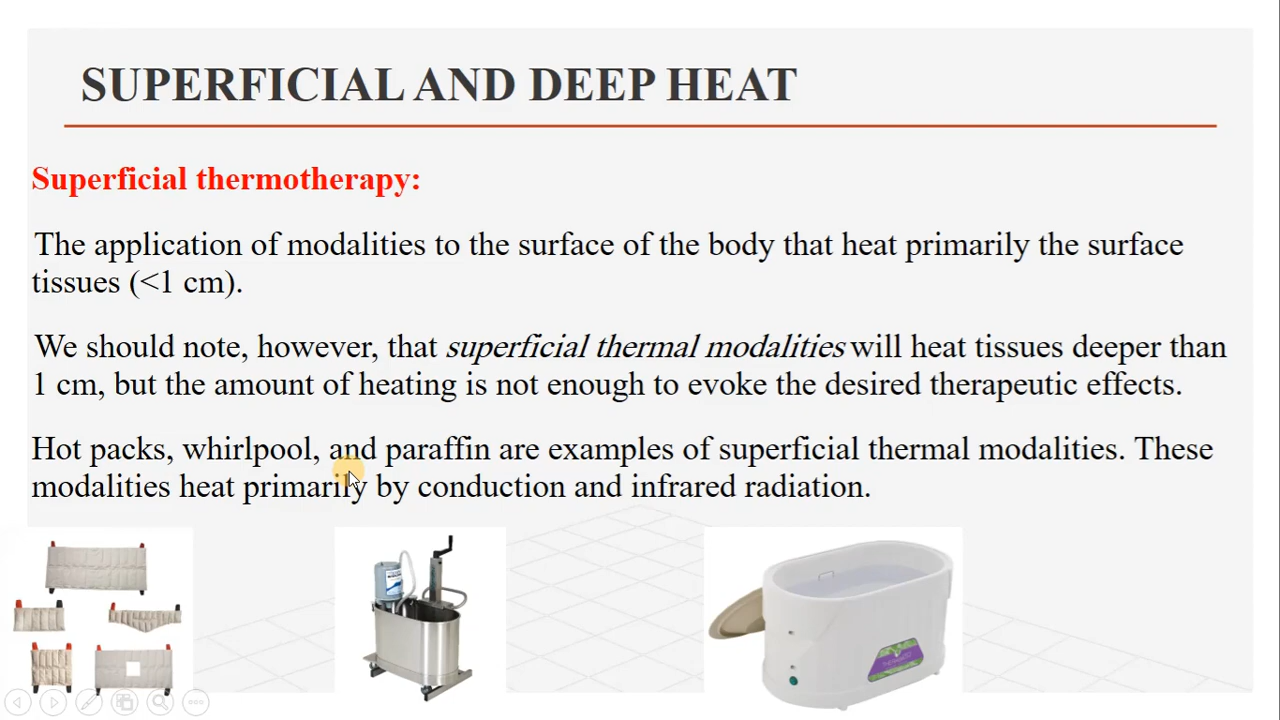 SUPERFICIAL AND DEEP HEAT
Superficial thermotherapy:
The application of modalities to the surface of the body that heat primarily the surface
tissues (<1 cm).
We should note, however, that superficial thermal modalities will heat tissues deeper than
1 cm, but the amount of heating is not enough to evoke the desired therapeutic effects.
Hot packs, whirlpool, and paraffin are examples of superficial thermal modalities. These
modalities heat primarily by conduction and infrared radiation.